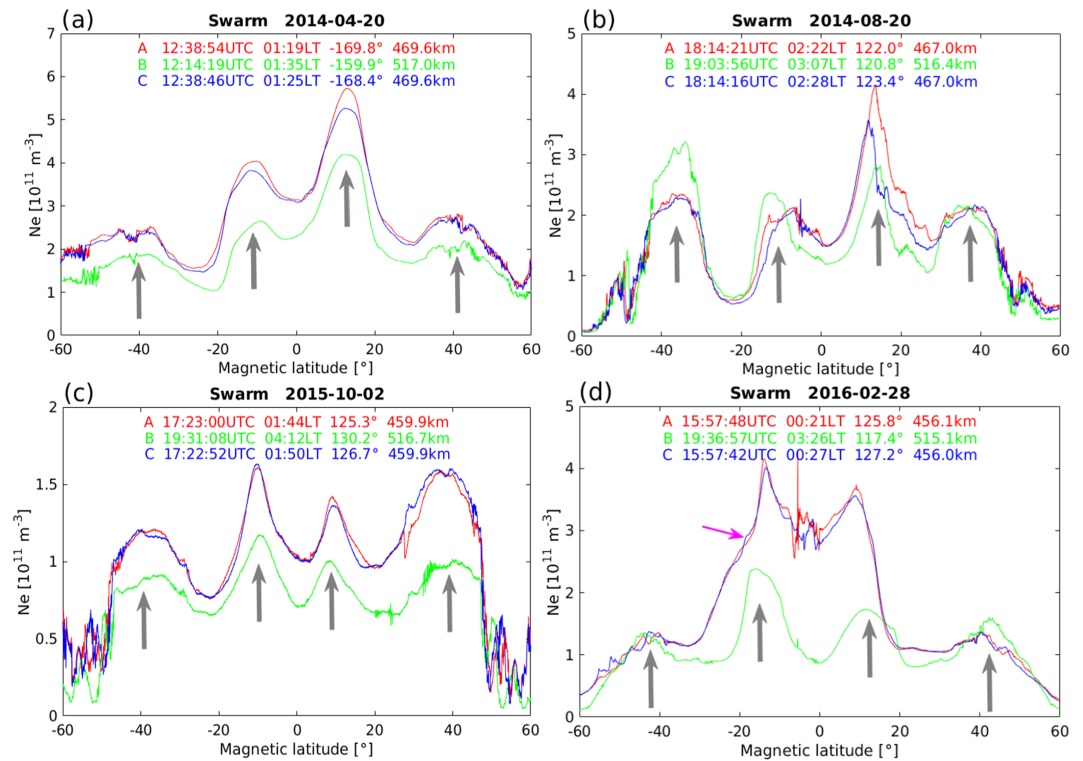 (a) Swarm 2014-04-20
7
6
5
4
3
2
1
0
Ne [10^11 m^-3]
A 12:38:54UTC 01:19LT -169.8° 469.6km
B 12:14:19UTC 01:35LT -159.9° 517.0km
C 12:38:46UTC 01:25LT -168.4° 469.6km
-60 -40 -20 0 20 40 60
Magnetic latitude [°]
(b) Swarm 2014-08-20
5
4
3
2
1
0
Ne [10^11 m^-3]
A 18:14:21UTC 02:22LT 122.0° 467.0km
B 19:03:56UTC 03:07LT 120.8° 516.4km
C 18:14:16UTC 02:28LT 123.4° 467.0km
-60 -40 -20 0 20 40 60
Magnetic latitude [°]
(c) Swarm 2015-10-02
2
1.5
1
0.5
0
Ne [10^11 m^-3]
A 17:23:00UTC 01:44LT 125.3° 459.9km
B 19:31:08UTC 04:12LT 130.2° 516.7km
C 17:22:52UTC 01:50LT 126.7° 459.9km
-60 -40 -20 0 20 40 60
Magnetic latitude [°]
(d) Swarm 2016-02-28
5
4
3
2
1
0
Ne [10^11 m^-3]
A 15:57:48UTC 00:21LT 125.8° 456.1km
B 19:36:57UTC 03:26LT 117.4° 515.1km
C 15:57:42UTC 00:27LT 127.2° 456.0km
-60 -40 -20 0 20 40 60
Magnetic latitude [°]